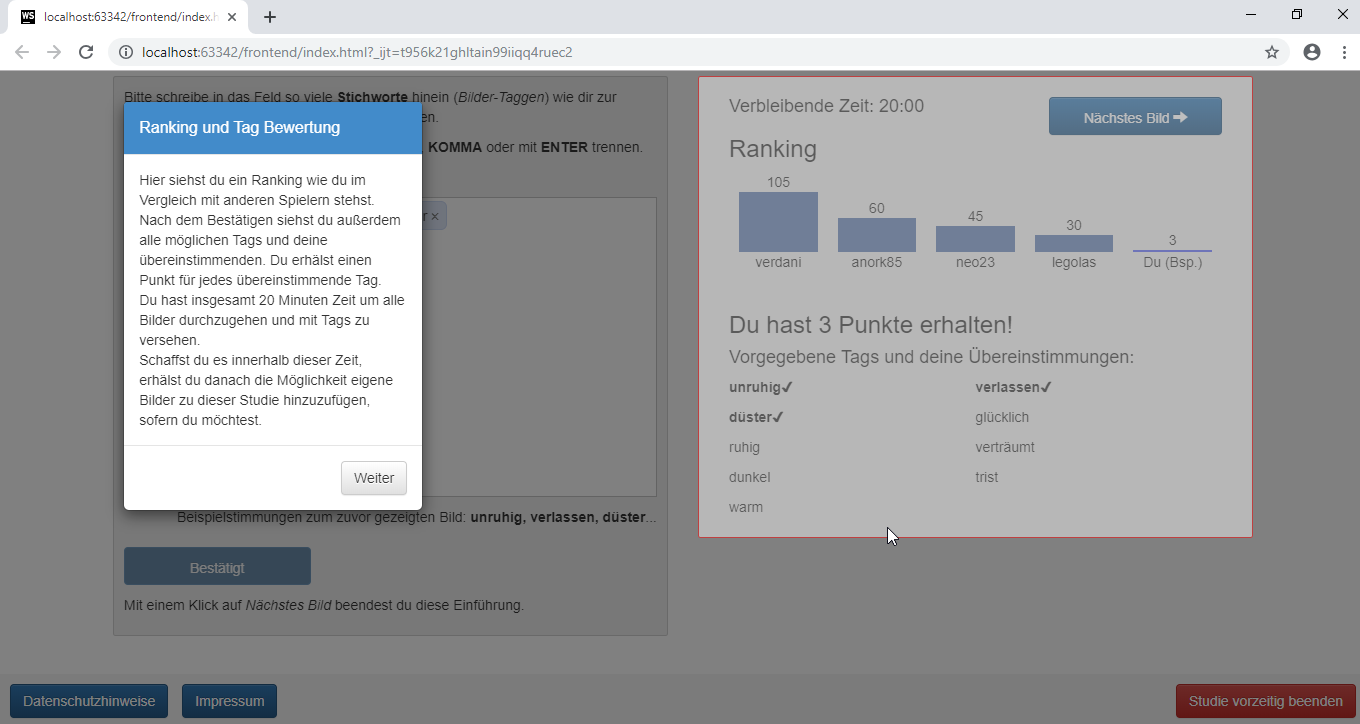 WS localhost:63342/frontend/index.h
localhost:63342/frontend/index.html?_ijt=t956k21ghltain99iiqq4ruec2
Bitte schreibe in das Feld so viele Stichworte hinein (Bilder-Taggen) wie dir zur
en.
KOMMA oder mit ENTER trennen.
r ×
Ranking und Tag Bewertung
Hier siehst du ein Ranking wie du im
Vergleich mit anderen Spielern stehst.
Nach dem Bestätigen siehst du außerdem
alle möglichen Tags und deine
übereinstimmenden. Du erhälst einen
Punkt für jedes übereinstimmende Tag.
Du hast insgesamt 20 Minuten Zeit um alle
Bilder durchzugehen und mit Tags zu
versehen.
Schaffst du es innerhalb dieser Zeit,
erhälst du danach die Möglichkeit eigene
Bilder zu dieser Studie hinzuzufügen,
sofern du möchtest.
Weiter
Beispielstimmungen zum zuvor gezeigten Bild: unruhig, verlassen, düster...
Bestätigt
Mit einem Klick auf Nächstes Bild beendest du diese Einführung.
Verbleibende Zeit: 20:00
Nächstes Bild
Ranking
105 60 45 30 3
verdani anork85 neo23 legolas Du (Bsp.)
Du hast 3 Punkte erhalten!
Vorgegebene Tags und deine Übereinstimmungen:
unruhig✓ verlassen✓
düster✓ glücklich
ruhig verträumt
dunkel trist
warm
Datenschutzhinweise Impressum Studie vorzeitig beenden